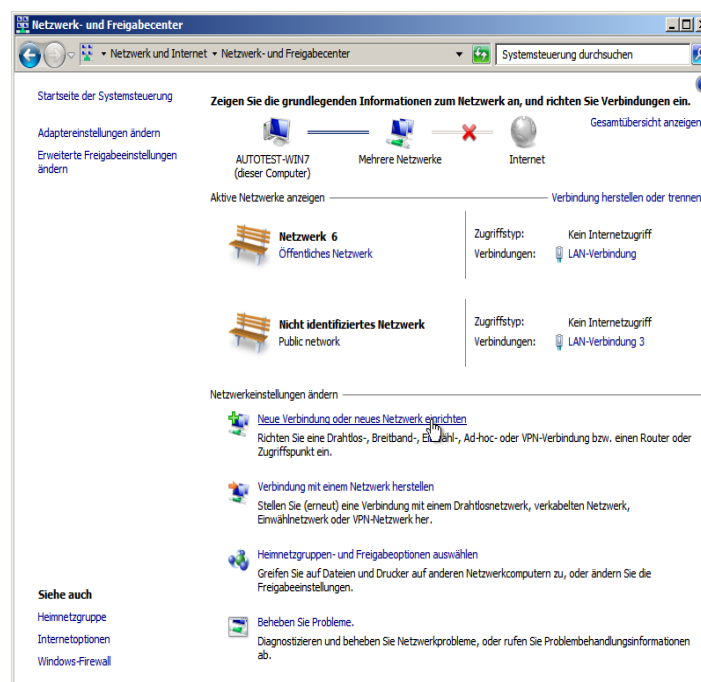 Netzwerk- und Freigabecenter
Netzwerk und Internet Netzwerk- und Freigabecenter
Systemsteuerung durchsuchen
Startseite der Systemsteuerung
Adaptereinstellungen ändern
Erweiterte Freigabeeinstellungen
ändern
Zeigen Sie die grundlegenden Informationen zum Netzwerk an, und richten Sie Verbindungen ein.
Gesamtübersicht anzeigen
AUTOTEST-WIN7
(dieser Computer)
Mehrere Netzwerke
Internet
Aktive Netzwerke anzeigen
Verbindung herstellen oder trennen
Netzwerk 6
Öffentliches Netzwerk
Zugriffstyp: Kein Internetzugriff
Verbindungen: LAN-Verbindung
Nicht identifiziertes Netzwerk
Public network
Zugriffstyp: Kein Internetzugriff
Verbindungen: LAN-Verbindung 3
Netzwerkeinstellungen ändern
Neue Verbindung oder neues Netzwerk einrichten
Richten Sie eine Drahtlos-, Breitband-, Einwähl-, Ad-hoc- oder VPN-Verbindung bzw. einen Router oder
Zugriffspunkt ein.
Verbindung mit einem Netzwerk herstellen
Stellen Sie (erneut) eine Verbindung mit einem Drahtlosnetzwerk, verkabelten Netzwerk,
Einwählnetzwerk oder VPN-Netzwerk her.
Heimnetzgruppen- und Freigabeoptionen auswählen
Greifen Sie auf Dateien und Drucker auf anderen Netzwerkcomputern zu, oder ändern Sie die
Freigabeeinstellungen.
Beheben Sie Probleme.
Diagnostizieren und beheben Sie Netzwerkprobleme, oder rufen Sie Problembehandlungsinformationen
ab.
Siehe auch
Heimnetzgruppe
Internetoptionen
Windows-Firewall